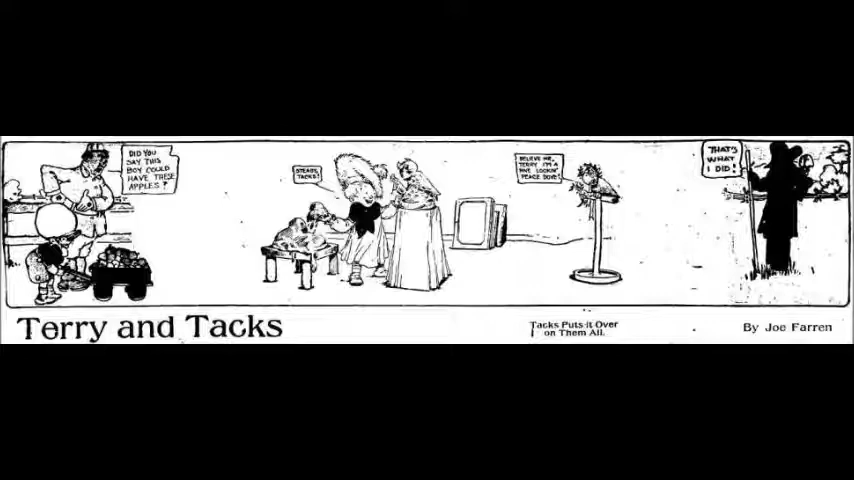 DID YOU
SAY THIS
BOY COULD
HAVE THESE
APPLES?
STEADY,
TACKS!
BELIEVE ME,
TERRY I'M A
FINE LOOKIN'
PEACE DOVE!
THAT'S
WHAT
I DID!
Terry and Tacks
Tacks Puts it Over
on Them All.
By Joe Farren